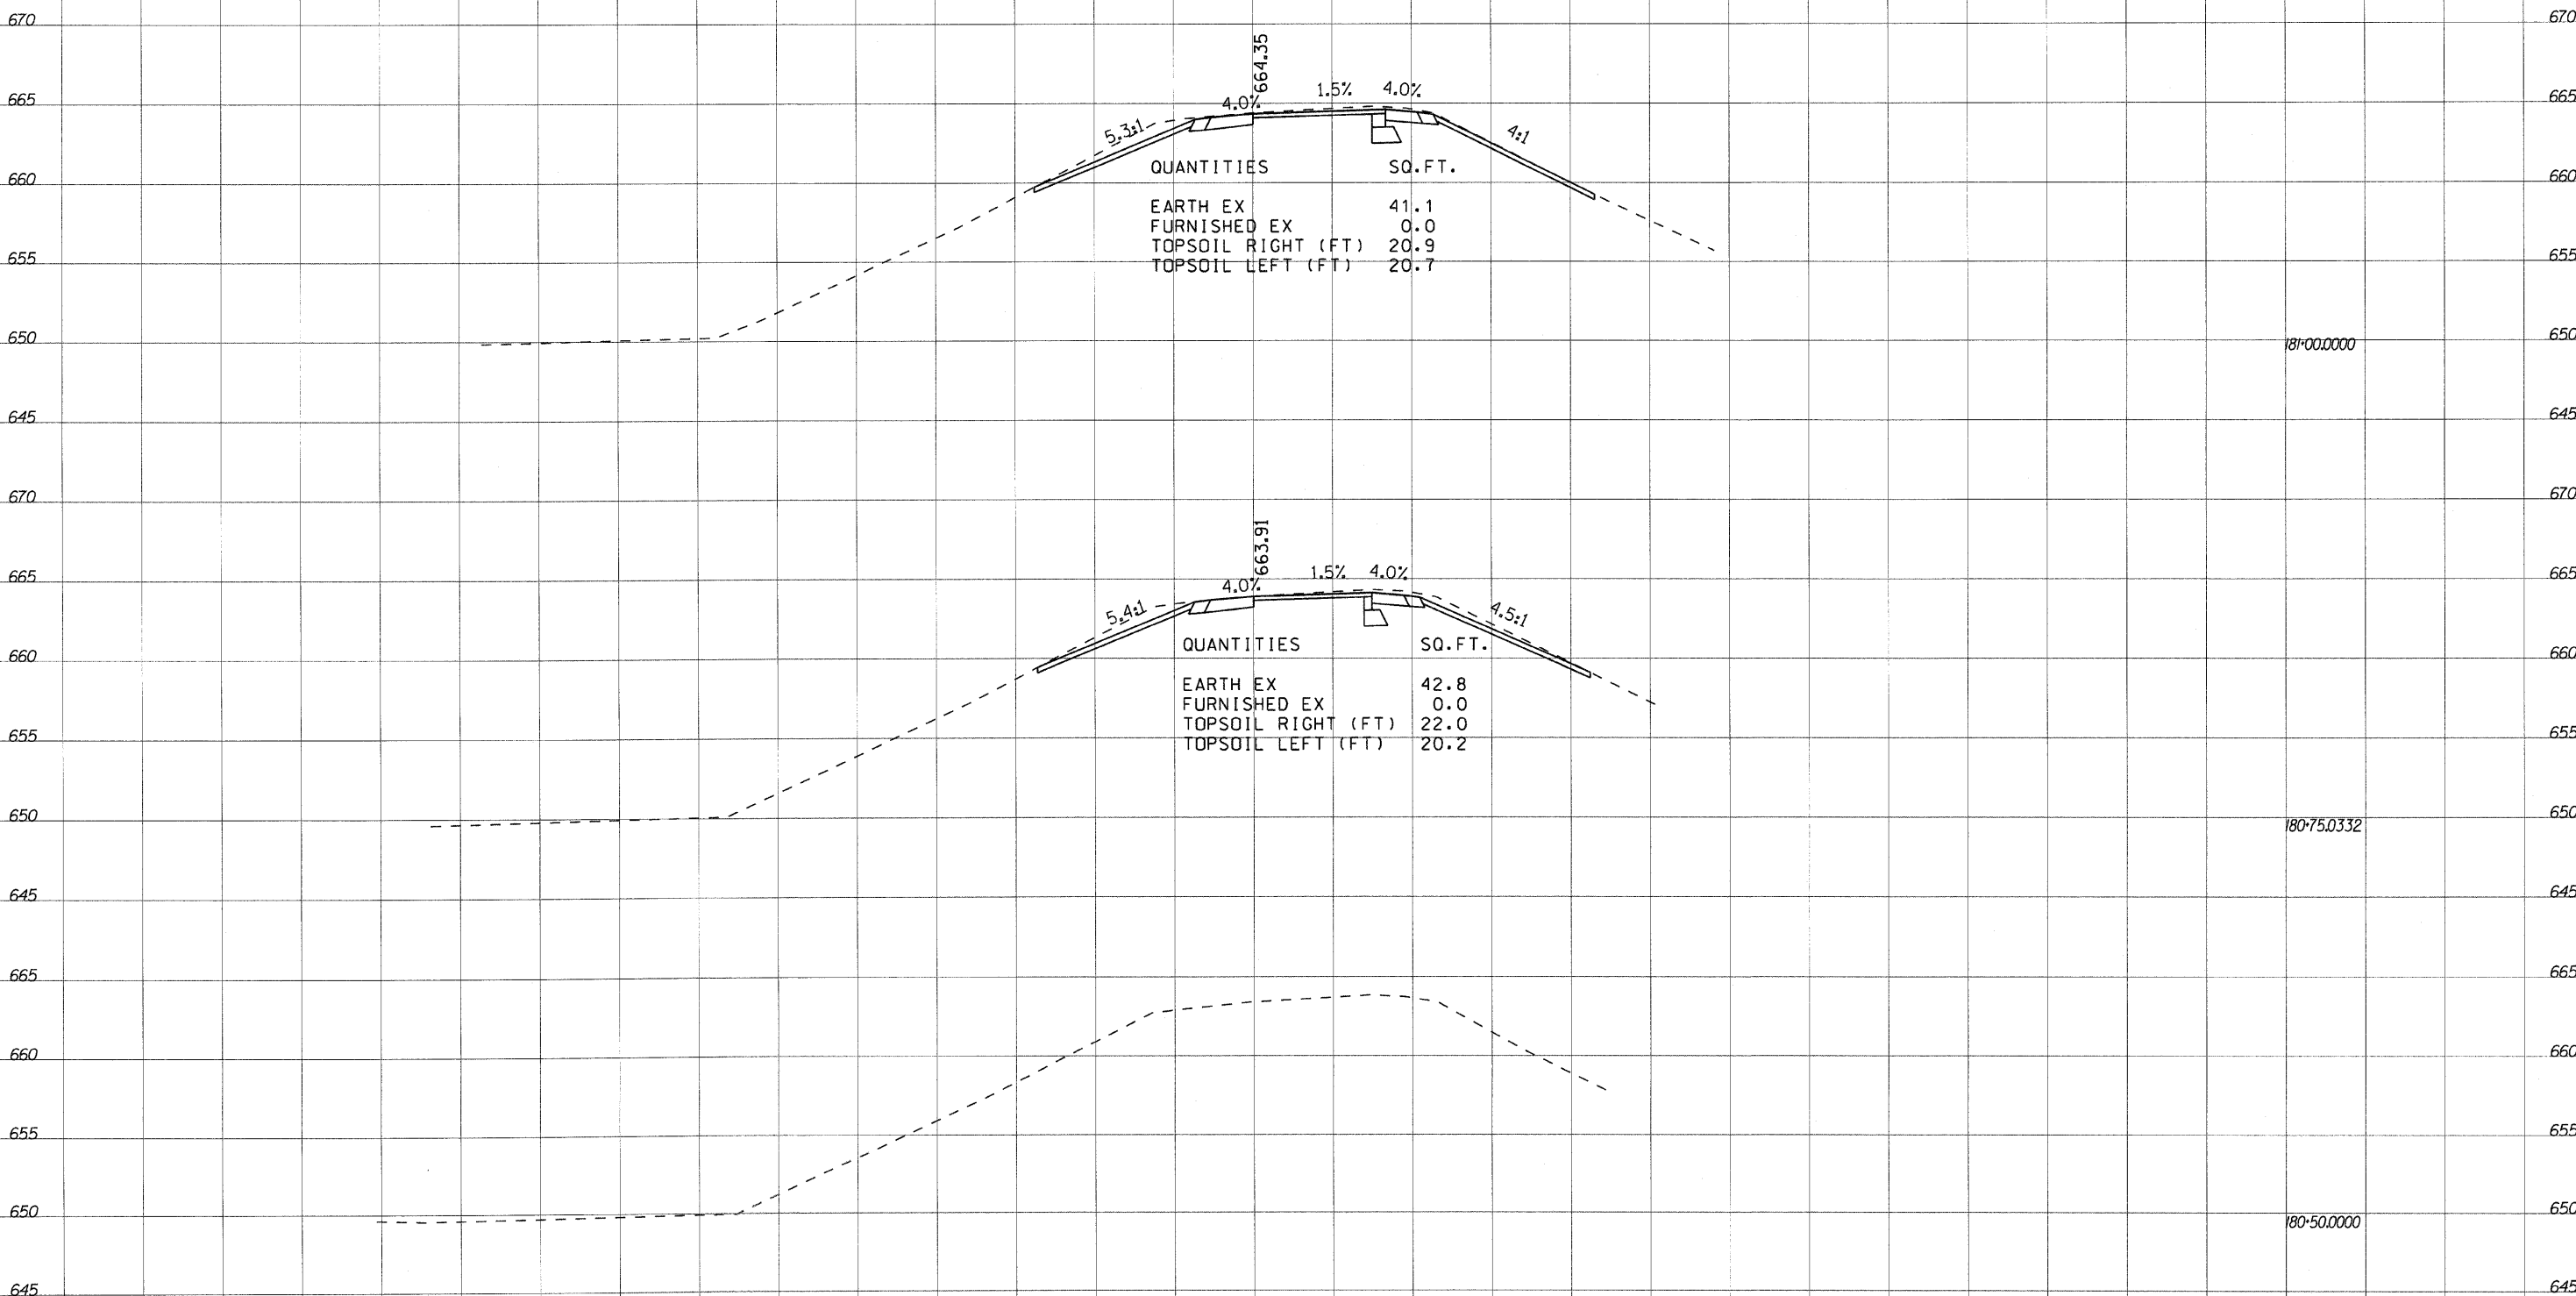 670 670
664.35
1.5% 4.0%
665 4.0% 665
5.3:1 4:1
QUANTITIES SQ.FT.
660 660
EARTH EX 41.1
FURNISHED EX 0.0
TOPSOIL RIGHT (FT) 20.9
655 655
TOPSOIL LEFT (FT) 20.7
650 181+00.0000 650
645 645
670 670
663.91
1.5% 4.0%
665 665
4.0%
5.4:1 4.5:1
QUANTITIES SQ.FT.
660 660
EARTH EX 42.8
FURNISHED EX 0.0
TOPSOIL RIGHT (FT) 22.0
655 655
TOPSOIL LEFT (FT) 20.2
650 180+75.0332 650
645 645
665 665
660 660
655 655
650 180+50.0000 650
645 645